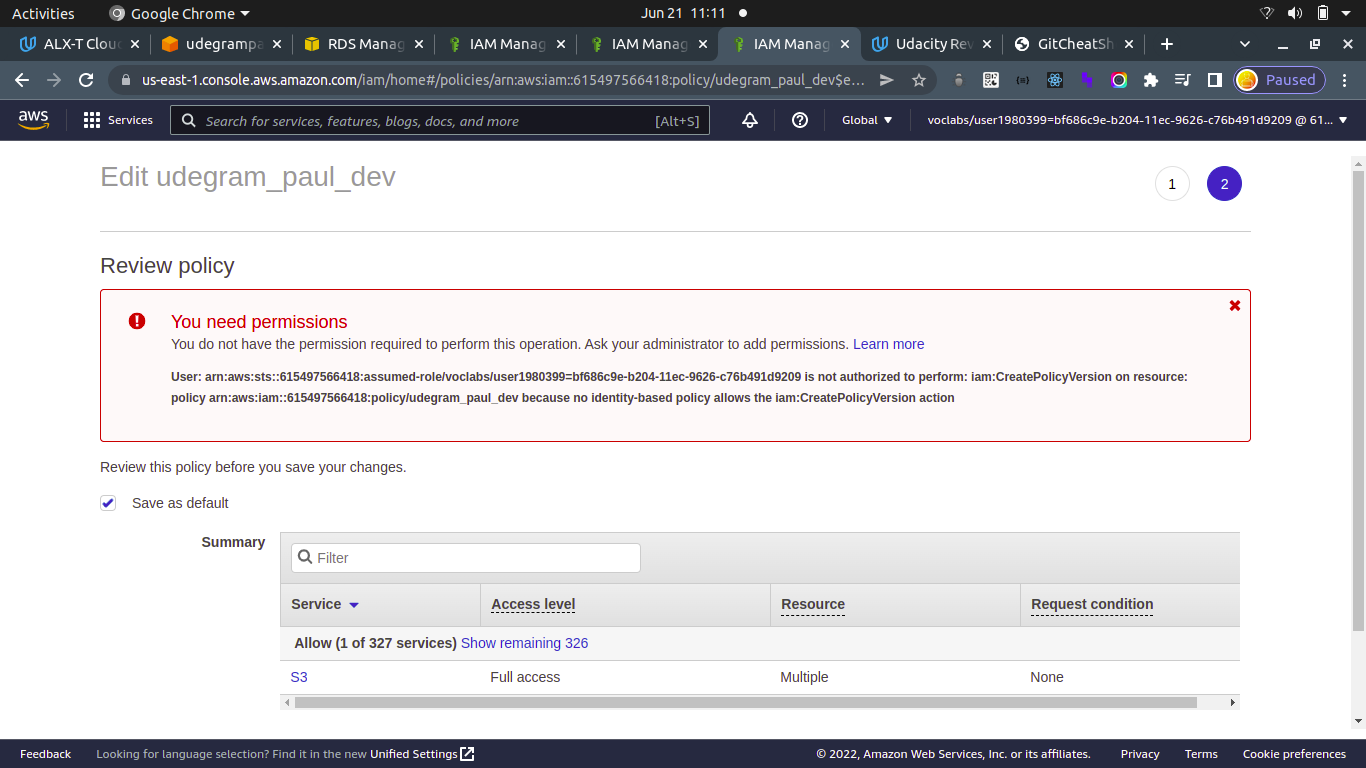 Activities
Google Chrome
Jun 21 11:11
ALX-T Clou
udegrampa
RDS Manag
IAM Manag
IAM Manag
IAM Manag
Udacity Rev
GitCheatSh
us-east-1.console.aws.amazon.com/iam/home#/policies/arn:aws:iam::615497566418:policy/udegram_paul_dev$e...
Paused
aws
Services
Search for services, features, blogs, docs, and more
[Alt+S]
Global
voclabs/user1980399=bf686c9e-b204-11ec-9626-c76b491d9209 @ 61...
Edit udegram_paul_dev
1
2
Review policy
You need permissions
You do not have the permission required to perform this operation. Ask your administrator to add permissions. Learn more
User: arn:aws:sts::615497566418:assumed-role/voclabs/user1980399=bf686c9e-b204-11ec-9626-c76b491d9209 is not authorized to perform: iam:CreatePolicyVersion on resource:
policy arn:aws:iam::615497566418:policy/udegram_paul_dev because no identity-based policy allows the iam:CreatePolicyVersion action
Review this policy before you save your changes.
Save as default
Summary
Filter
Service
Access level
Resource
Request condition
Allow (1 of 327 services) Show remaining 326
S3
Full access
Multiple
None
Feedback
Looking for language selection? Find it in the new Unified Settings
© 2022, Amazon Web Services, Inc. or its affiliates.
Privacy
Terms
Cookie preferences